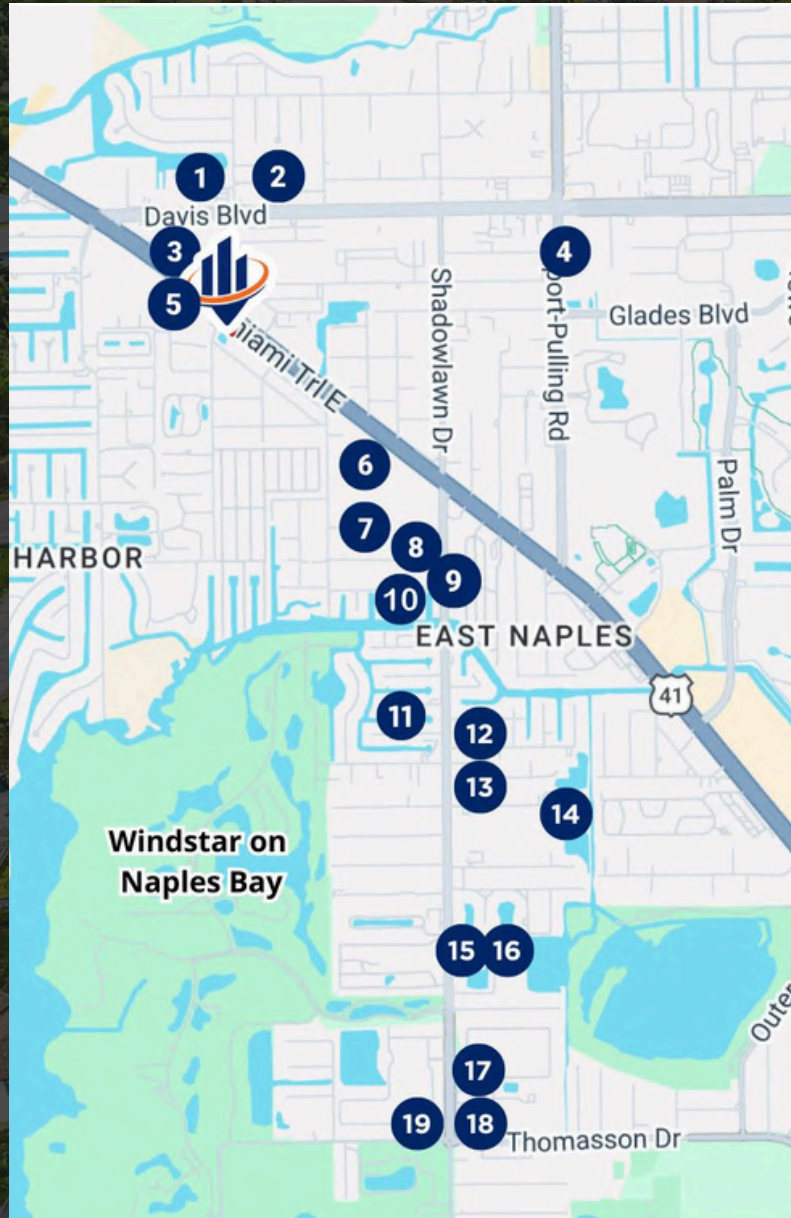 1
2
Davis Blvd
3
4
5
Shadowlawn Dr
port-Pulling Rd
Glades Blvd
iami Trl E
6
7
Palm Dr
8
HARBOR
9
10
EAST NAPLES
41
11
12
13
14
Windstar on
Naples Bay
15
16
Outer
17
19
18
Thomasson Dr